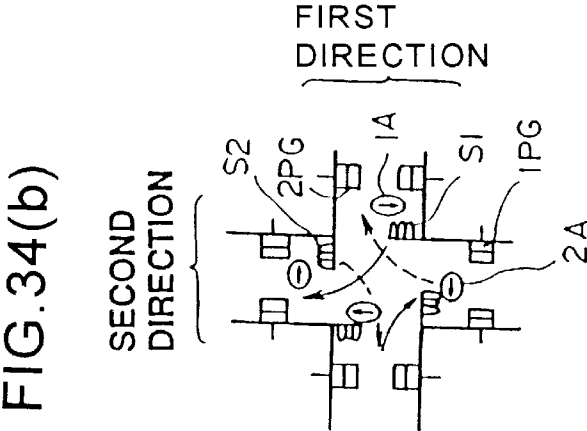 FIG.34(b)
SECOND
DIRECTION
FIRST
DIRECTION
S2
2PG
1A
S1
1PG
2A